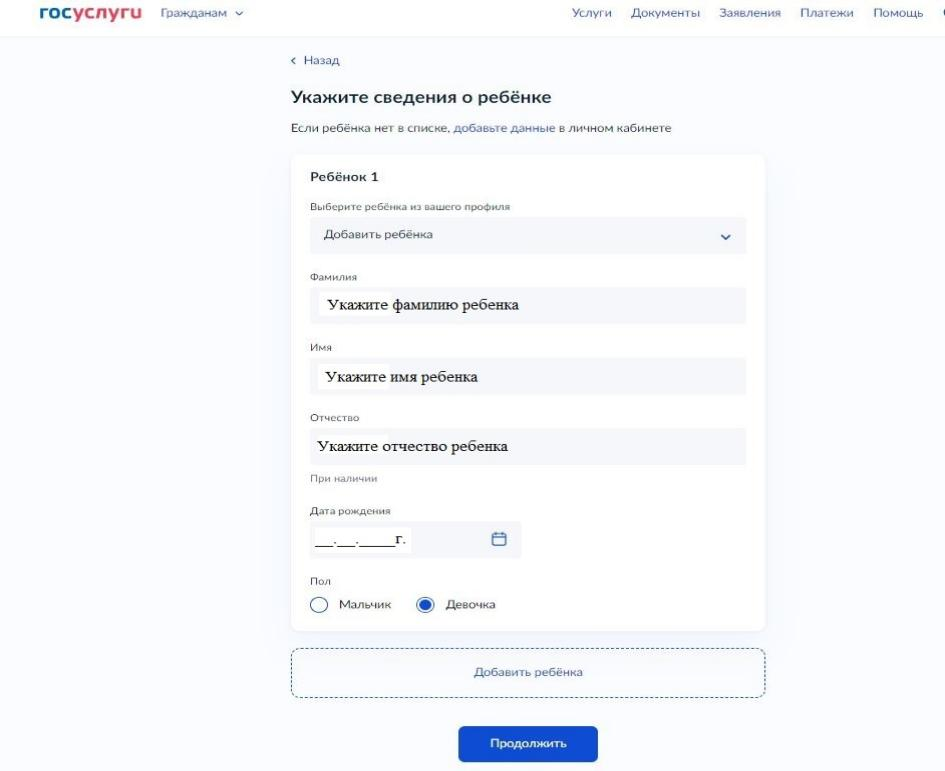 госуслуги Гражданам Услуги Документы Заявления Платежи Помощь
Назад
Укажите сведения о ребёнке
Если ребёнка нет в списке, добавьте данные в личном кабинете
Ребёнок 1
Выберите ребёнка из вашего профиля
Добавить ребёнка
Фамилия
Укажите фамилию ребенка
Имя
Укажите имя ребенка
Отчество
Укажите отчество ребенка
При наличии
Дата рождения
__.__._____г.
Пол
Мальчик Девочка
Добавить ребёнка
Продолжить